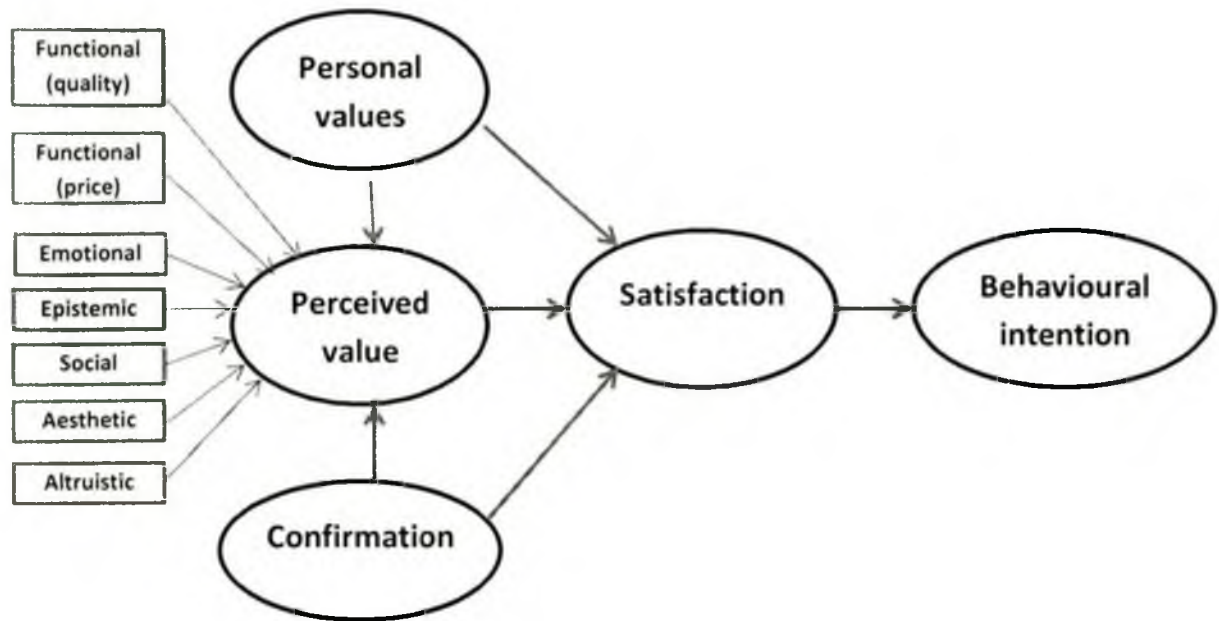 Functional
(quality)
Functional
(price)
Emotional
Epistemic
Social
Aesthetic
Altruistic
Personal
values
Perceived
value
Confirmation
Satisfaction
Behavioural
intention